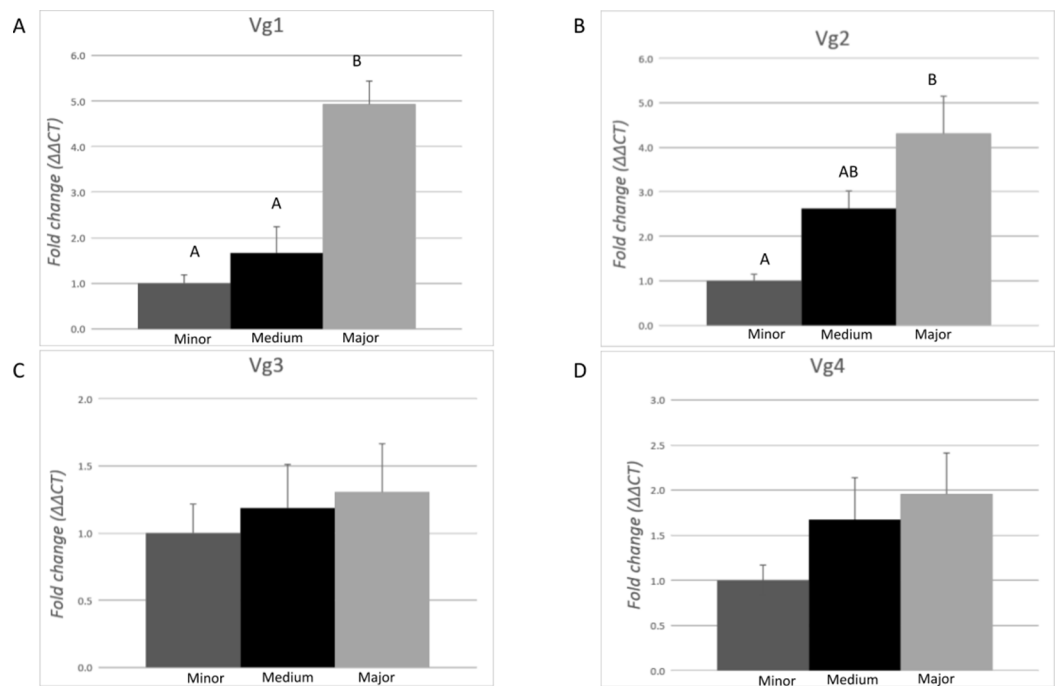 A
Vg1
6.0
5.0
4.0
3.0
2.0
1.0
0.0
Fold change (ΔΔCT)
A
A
B
Minor Medium Major
B
Vg2
6.0
5.0
4.0
3.0
2.0
1.0
0.0
Fold change (ΔΔCT)
A
AB
B
Minor Medium Major
C
Vg3
2.0
1.5
1.0
0.5
0.0
Fold change (ΔΔCT)
Minor Medium Major
D
Vg4
3.0
2.5
2.0
1.5
1.0
0.5
0.0
Fold change (ΔΔCT)
Minor Medium Major